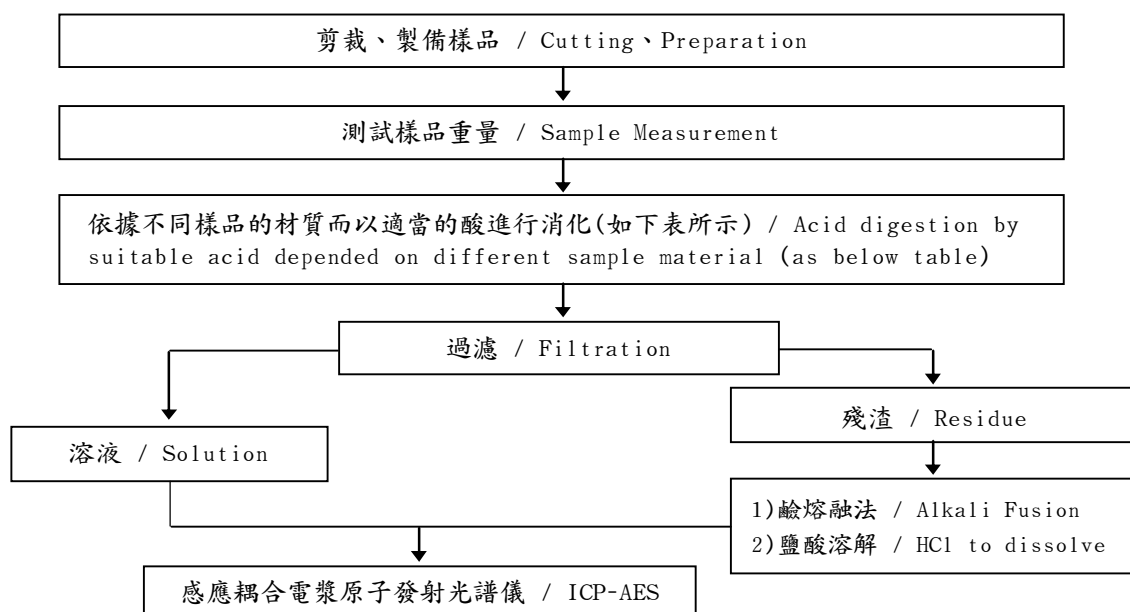 剪裁、製備樣品 / Cutting、Preparation
測試樣品重量 / Sample Measurement
依據不同樣品的材質而以適當的酸進行消化(如下表所示) / Acid digestion by
suitable acid depended on different sample material (as below table)
過濾 / Filtration
溶液 / Solution
殘渣 / Residue
1)鹼熔融法 / Alkali Fusion
2)鹽酸溶解 / HCl to dissolve
感應耦合電漿原子發射光譜儀 / ICP-AES